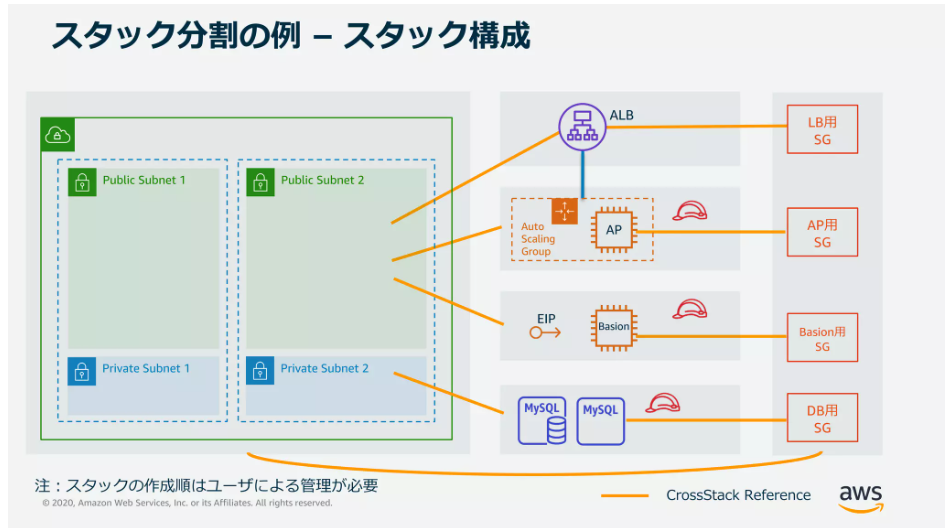 スタック分割の例 – スタック構成
ALB
LB用
SG
Public Subnet 1
Public Subnet 2
Auto
Scaling
Group
AP
AP用
SG
EIP
Basion
Basion用
SG
Private Subnet 1
Private Subnet 2
MySQL
MySQL
DB用
SG
注：スタックの作成順はユーザによる管理が必要
© 2020, Amazon Web Services, Inc. or its Affiliates. All rights reserved.
CrossStack Reference
aws